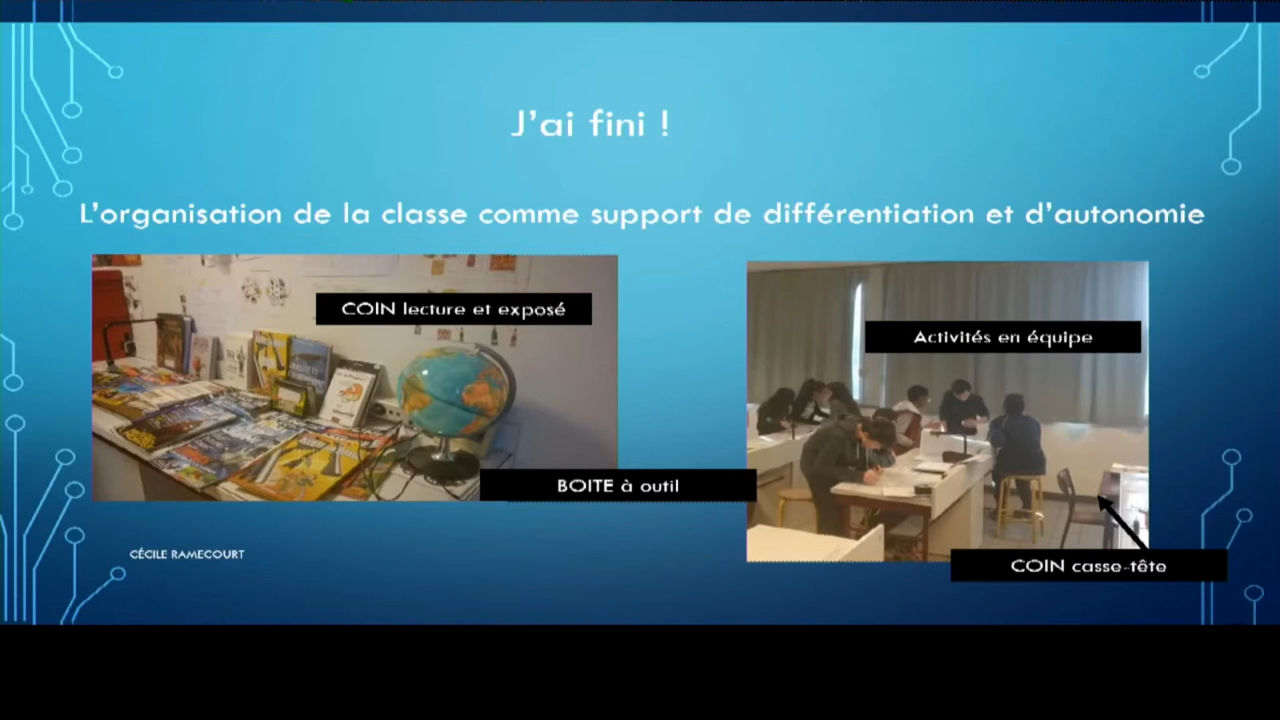 J'ai fini !
L'organisation de la classe comme support de différentiation et d'autonomie
COIN lecture et exposé
Activités en équipe
BOITE à outil
CÉCILE RAMECOURT
COIN casse-tête